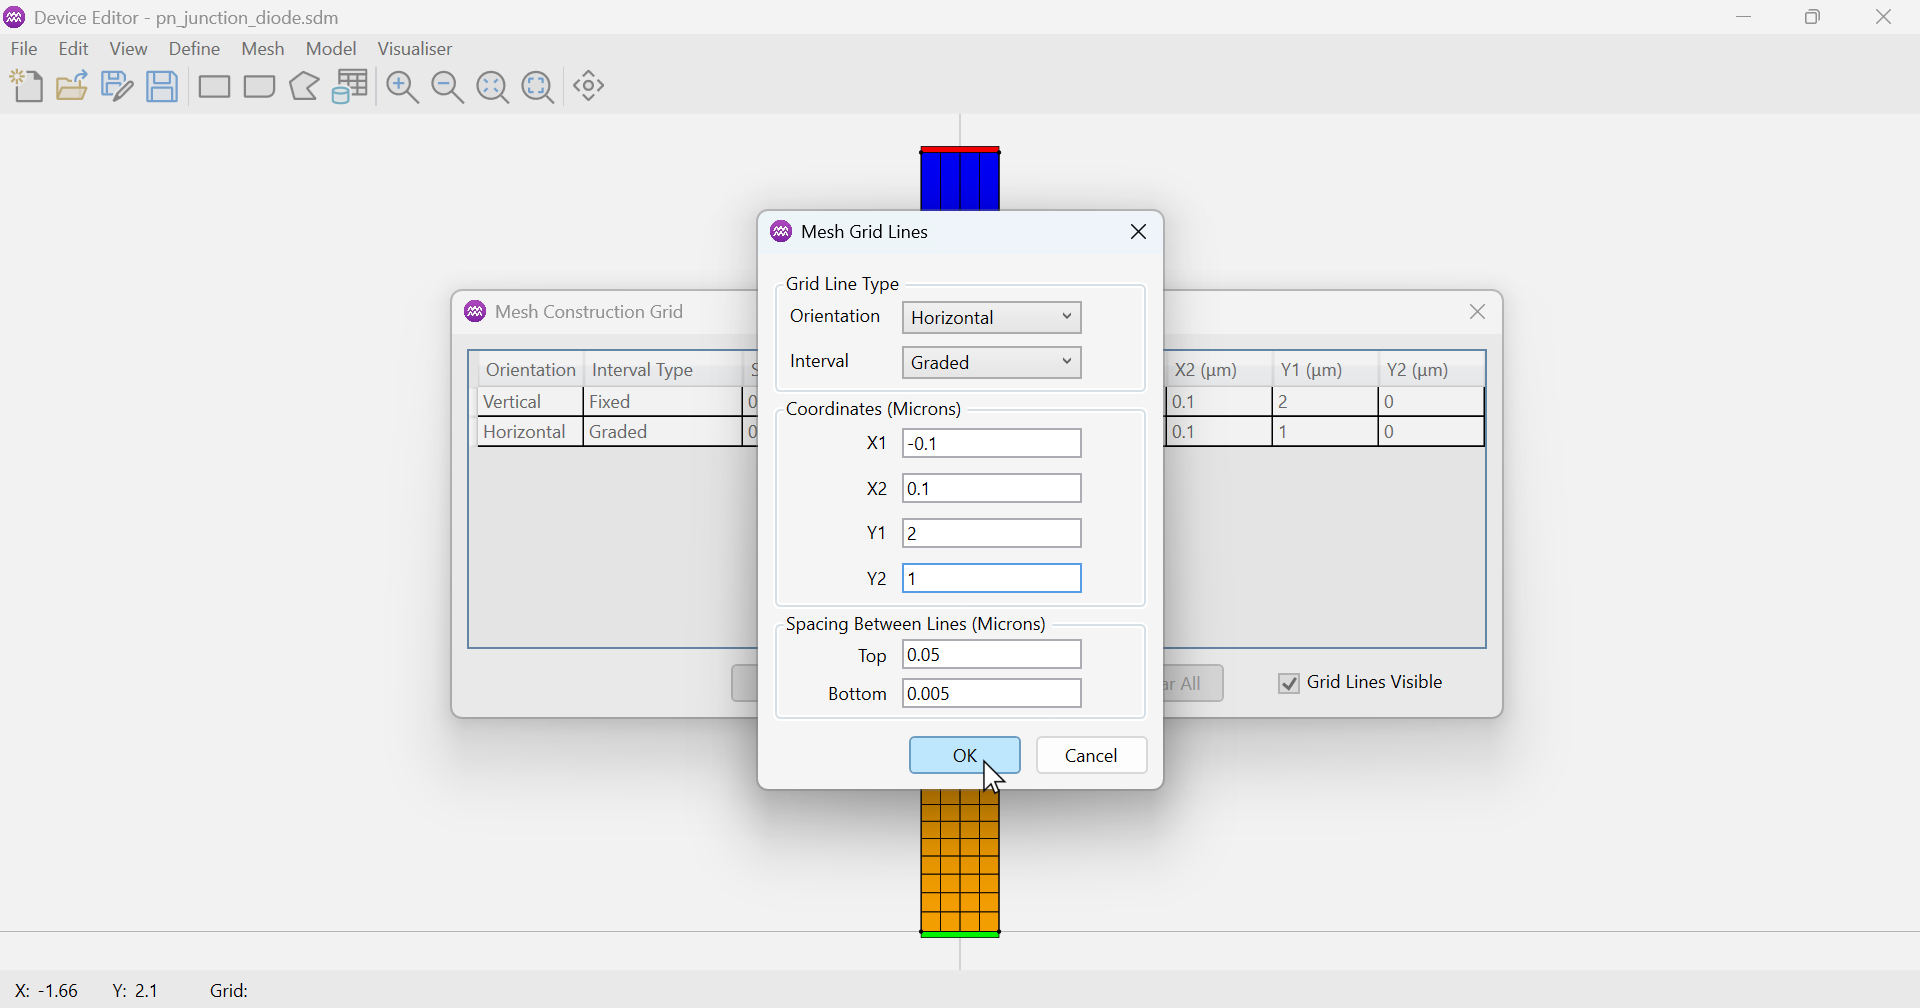 Device Editor - pn_junction_diode.sdm
File Edit View Define Mesh Model Visualiser
Mesh Grid Lines
Grid Line Type
Orientation Horizontal
Interval Graded
Coordinates (Microns)
X1 -0.1
X2 0.1
Y1 2
Y2 1
Spacing Between Lines (Microns)
Top 0.05
Bottom 0.005
OK Cancel
Mesh Construction Grid
Orientation Interval Type X2 (μm) Y1 (μm) Y2 (μm)
Vertical Fixed 0.1 2 0
Horizontal Graded 0.1 1 0
All Grid Lines Visible
X: -1.66 Y: 2.1 Grid: